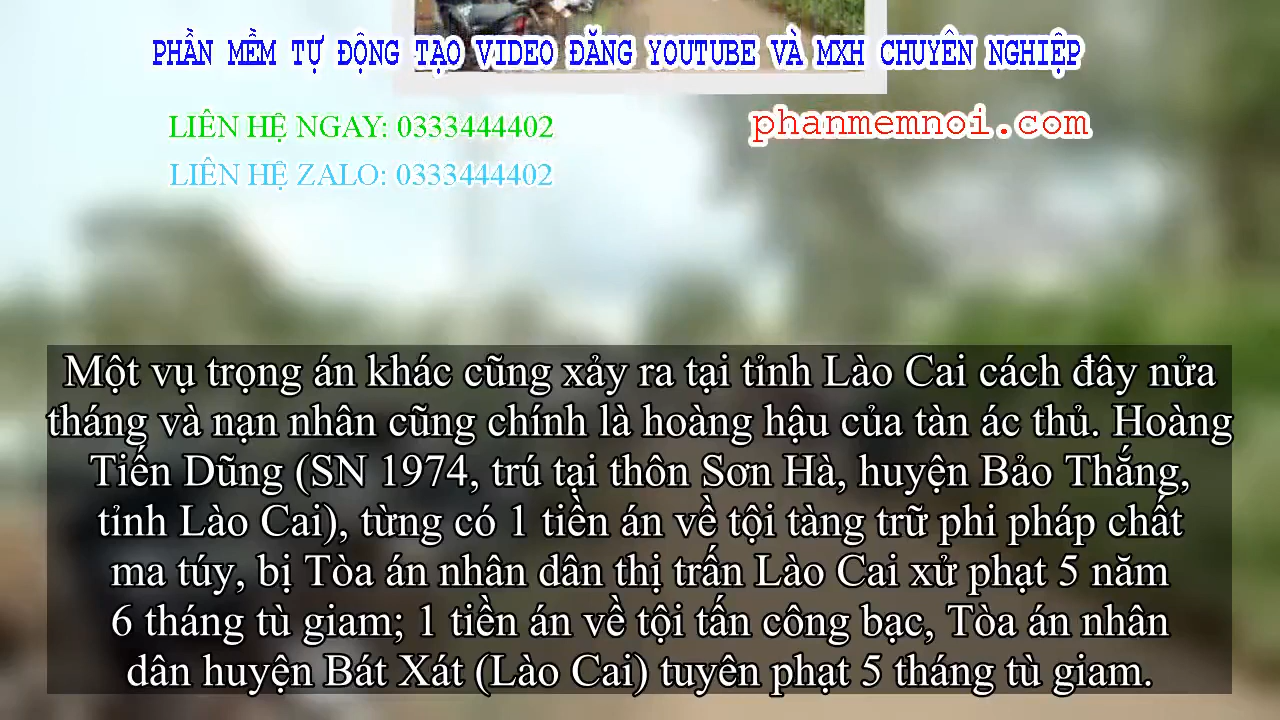 PHẦN MỀM TỰ ĐỘNG TẠO VIDEO ĐĂNG YOUTUBE VÀ MXH CHUYÊN NGHIỆP
LIÊN HỆ NGAY: 0333444402
phanmemnoi.com
LIÊN HỆ ZALO: 0333444402
Một vụ trọng án khác cũng xảy ra tại tỉnh Lào Cai cách đây nửa
tháng và nạn nhân cũng chính là hoàng hậu của tàn ác thủ. Hoàng
Tiến Dũng (SN 1974, trú tại thôn Sơn Hà, huyện Bảo Thắng,
tỉnh Lào Cai), từng có 1 tiền án về tội tàng trữ phi pháp chất
ma túy, bị Tòa án nhân dân thị trấn Lào Cai xử phạt 5 năm
6 tháng tù giam; 1 tiền án về tội tấn công bạc, Tòa án nhân
dân huyện Bát Xát (Lào Cai) tuyên phạt 5 tháng tù giam.